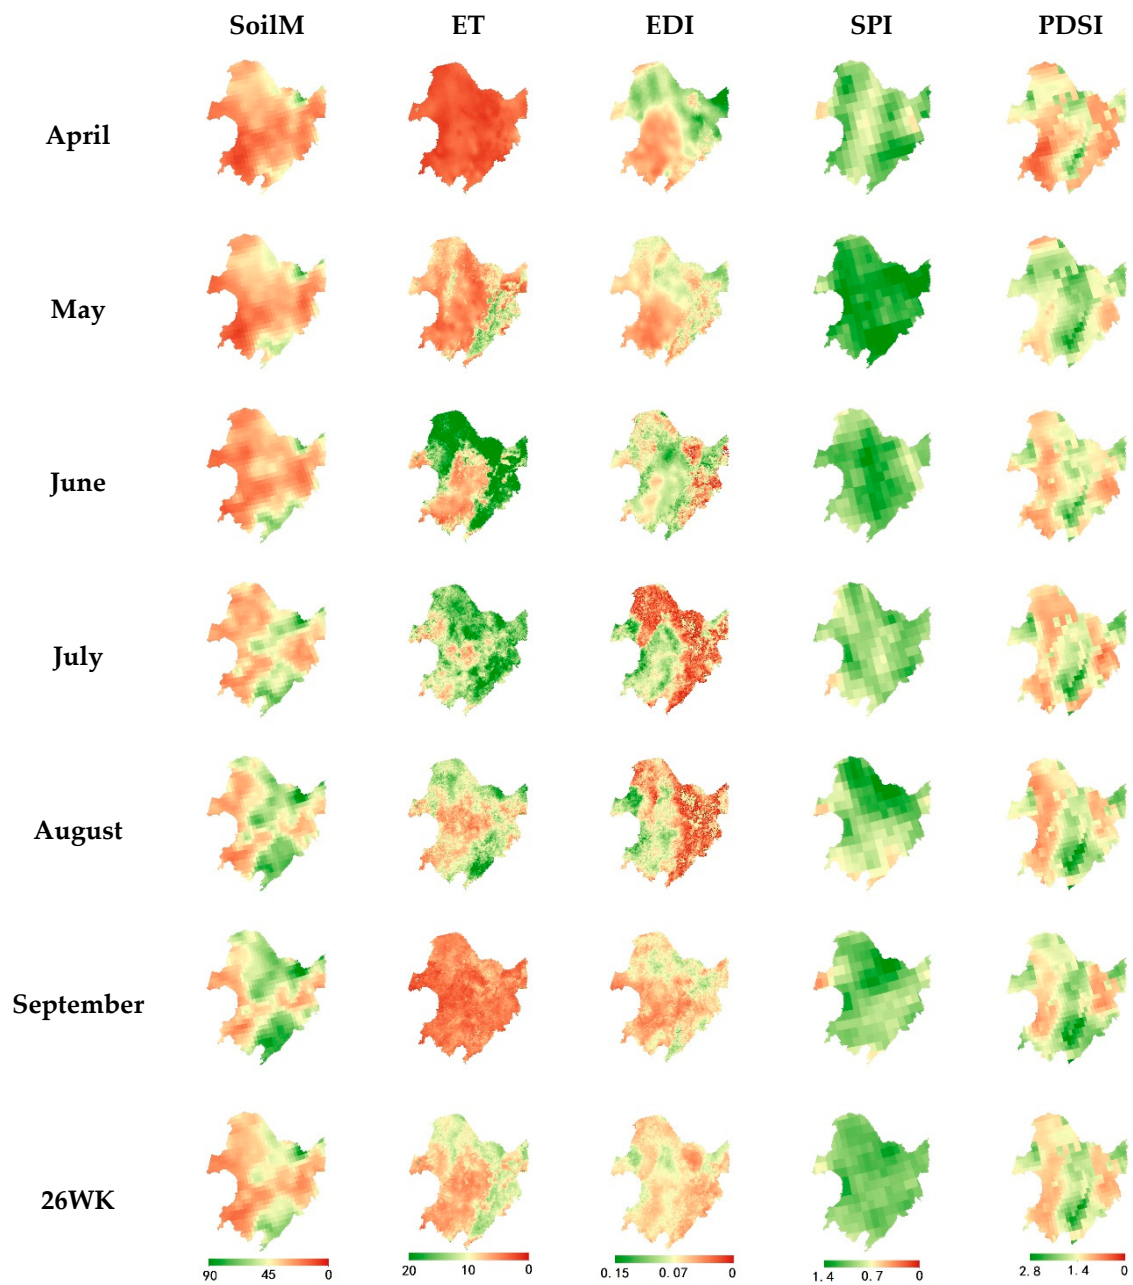 SoilM ET EDI SPI PDSI
April
May
June
July
August
September
26WK
90 45 0 20 10 0 0.15 0.07 0 1.4 0.7 0 2.8 1.4 0